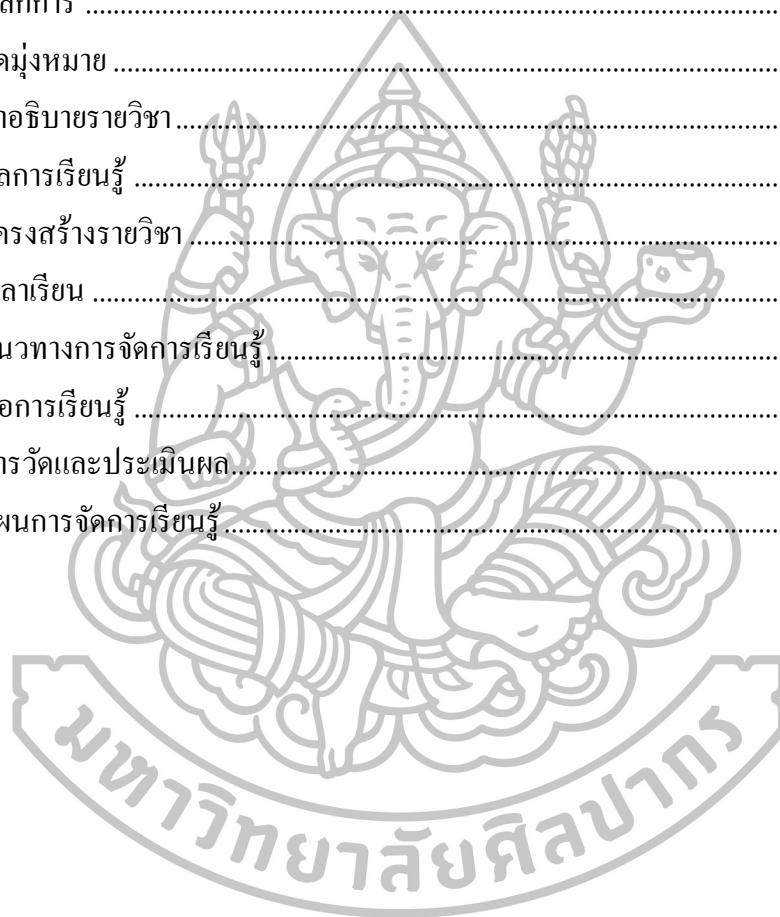 ลักการ ........................................................................
ดมุ่งหมาย ........................................................................
าอธิบายรายวิชา ........................................................................
ลการเรียนรู้ ........................................................................
ครงสร้างรายวิชา ........................................................................
ลาเรียน ........................................................................
นวทางการจัดการเรียนรู้ ........................................................................
อการเรียนรู้ ........................................................................
ารวัดและประเมินผล ........................................................................
ผนการจัดการเรียนรู้ ........................................................................
มหาวิทยาลัยศิลปากร